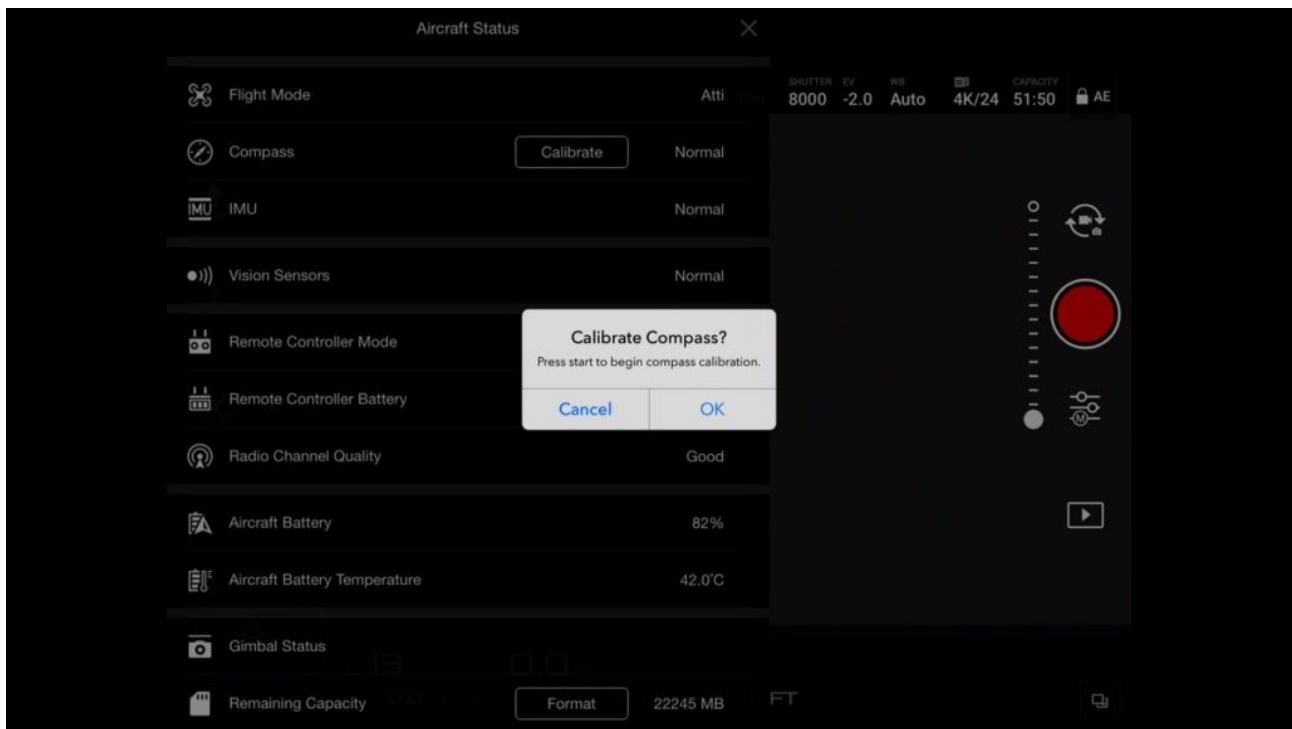 Aircraft Status
Flight Mode Atti
SHUTTER EV WB CAPACITY
8000 -2.0 Auto 4K/24 51:50 AE
Compass Calibrate Normal
IMU IMU Normal
Vision Sensors Normal
Remote Controller Mode
Calibrate Compass?
Press start to begin compass calibration.
Remote Controller Battery
Cancel OK
M
Radio Channel Quality Good
Aircraft Battery 82%
Aircraft Battery Temperature 42.0°C
Gimbal Status
Remaining Capacity Format 22245 MB FT